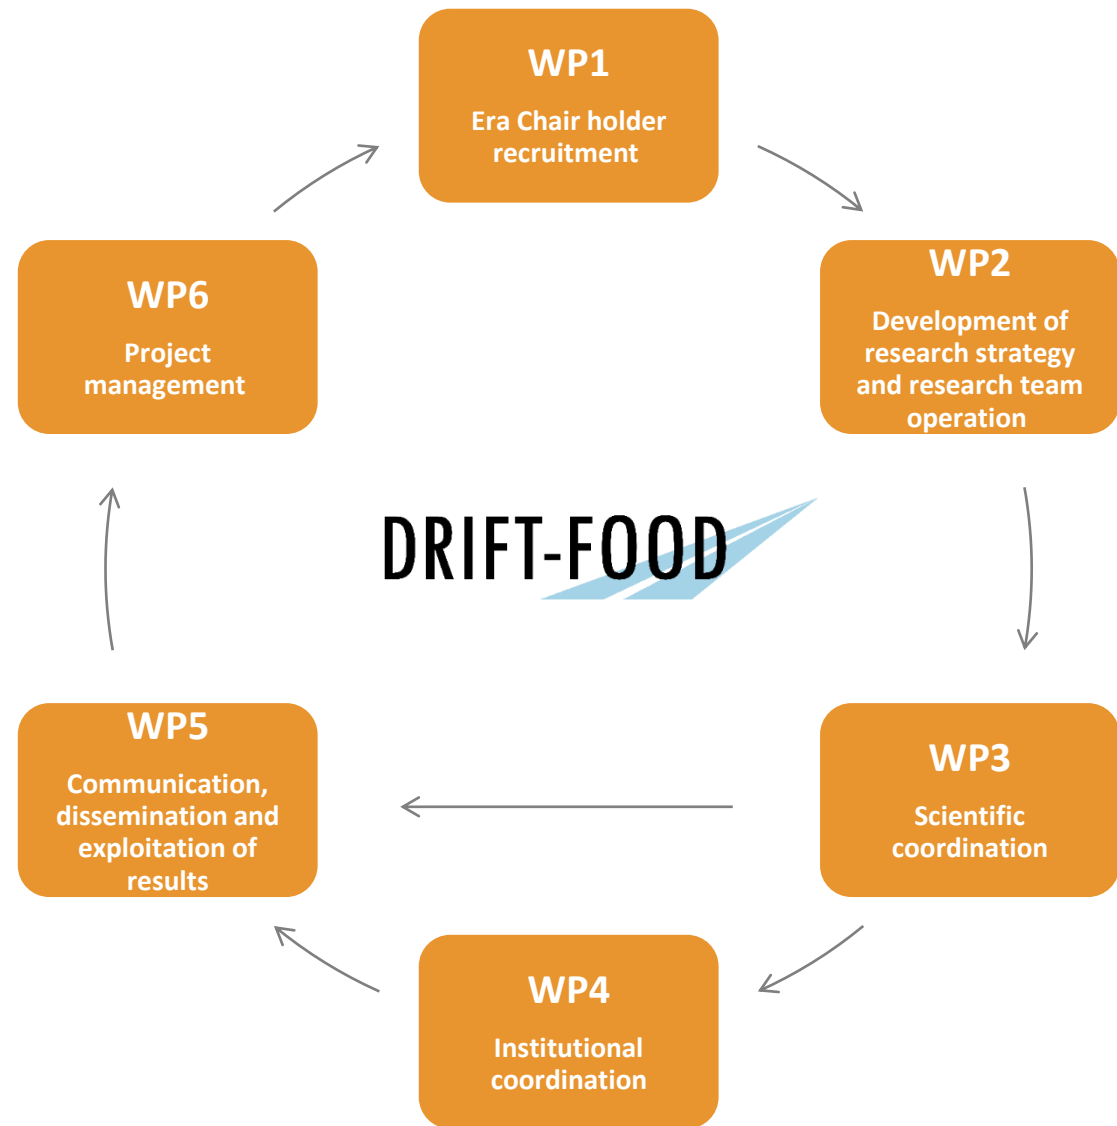 WP1
Era Chair holder
recruitment
WP2
Development of
research strategy
and research team
operation
WP3
Scientific
coordination
WP4
Institutional
coordination
WP5
Communication,
dissemination and
exploitation of
results
WP6
Project
management
DRIFT-FOOD